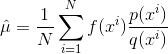 \hat{\mu} = \frac{1}{N} \sum_{i=1}^{N} f(x^i) \frac{p(x^i)}{q(x^i)}